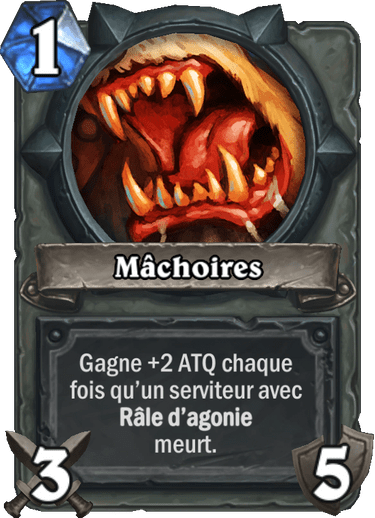 1
Mâchoires
Gagne +2 ATQ chaque
fois qu'un serviteur avec
Râle d'agonie
meurt.
3
5